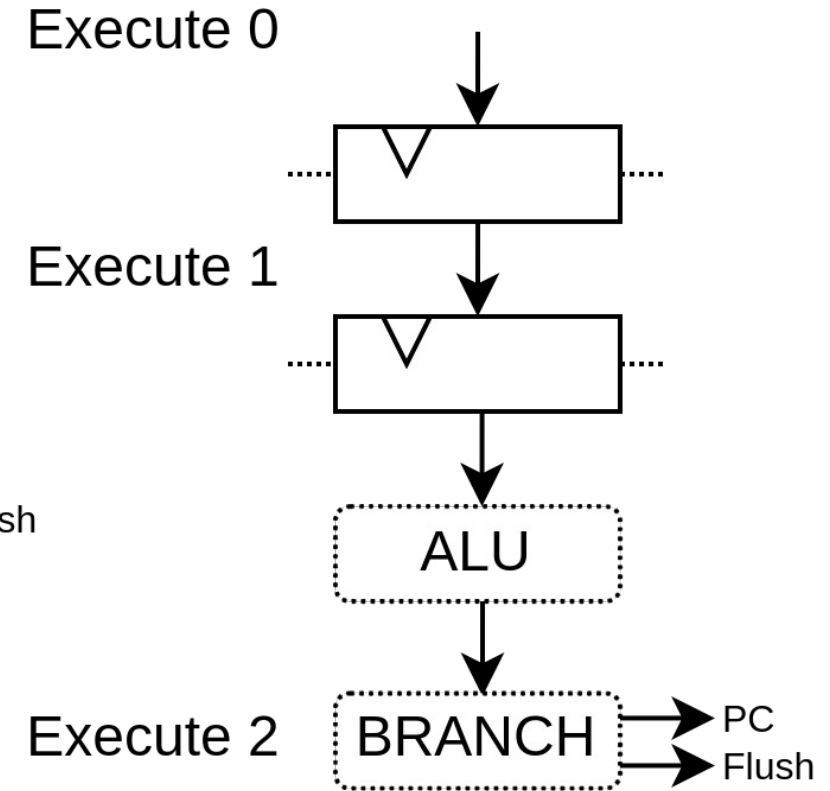 Execute 0
Execute 1
sh
ALU
Execute 2
BRANCH
PC
Flush